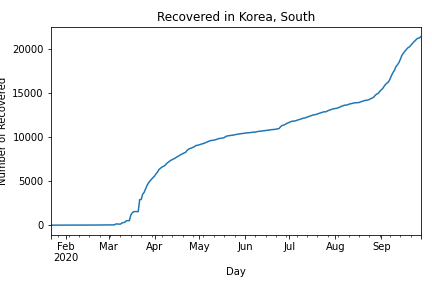 Recovered in Korea, South
Number of Recovered
20000
15000
10000
5000
0
Feb Mar Apr May Jun Jul Aug Sep
2020
Day